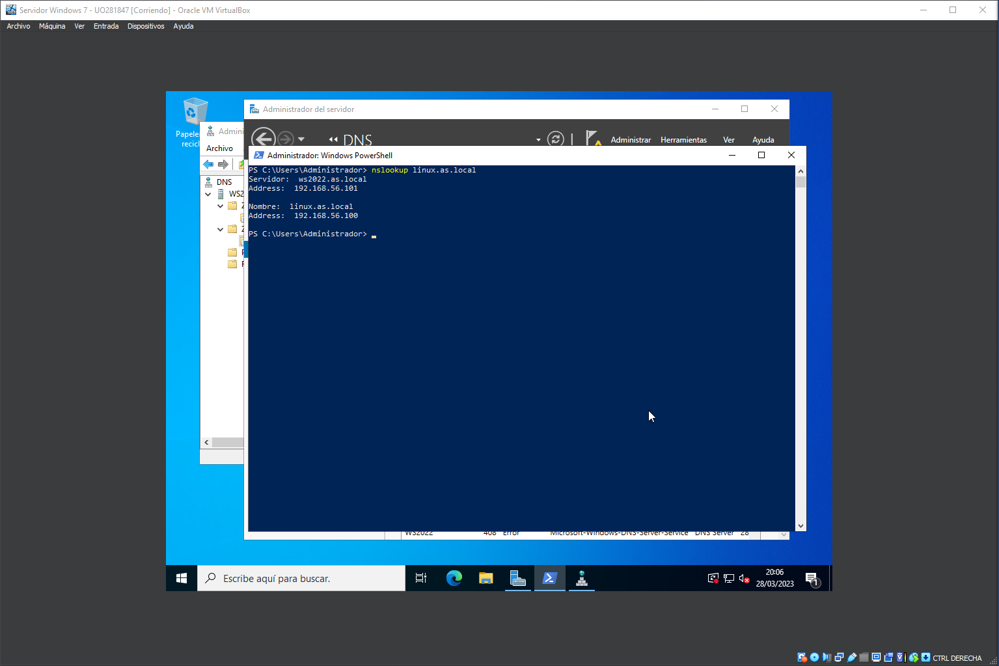 Servidor Windows 7 - UO281847 [Corriendo] - Oracle VM VirtualBox
Archivo Máquina Ver Entrada Dispositivos Ayuda
Administrador del servidor
DNS
Administrar Herramientas Ver Ayuda
Admini
Archivo
DNS
WS2
Z
Z
Administrador: Windows PowerShell
PS C:\Users\Administrador> nslookup linux.as.local
Servidor:  ws2022.as.local
Address:  192.168.56.101
Nombre:  linux.as.local
Address:  192.168.56.100
PS C:\Users\Administrador>
WS2022 408 Error Microsoft-Windows-DNS-Server-Service DNS Server 28
Escribe aquí para buscar.
20:06
28/03/2023
1
CTRL DERECHA